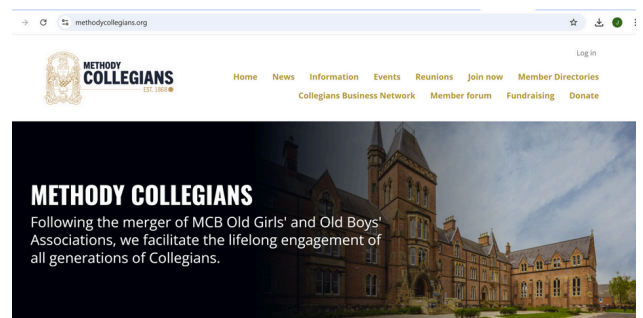 methodycollegians.org
J
Log in
METHODY
COLLEGIANS
EST. 1868
Home News Information Events Reunions Join now Member Directories
Collegians Business Network Member forum Fundraising Donate
METHODY COLLEGIANS
Following the merger of MCB Old Girls' and Old Boys'
Associations, we facilitate the lifelong engagement of
all generations of Collegians.